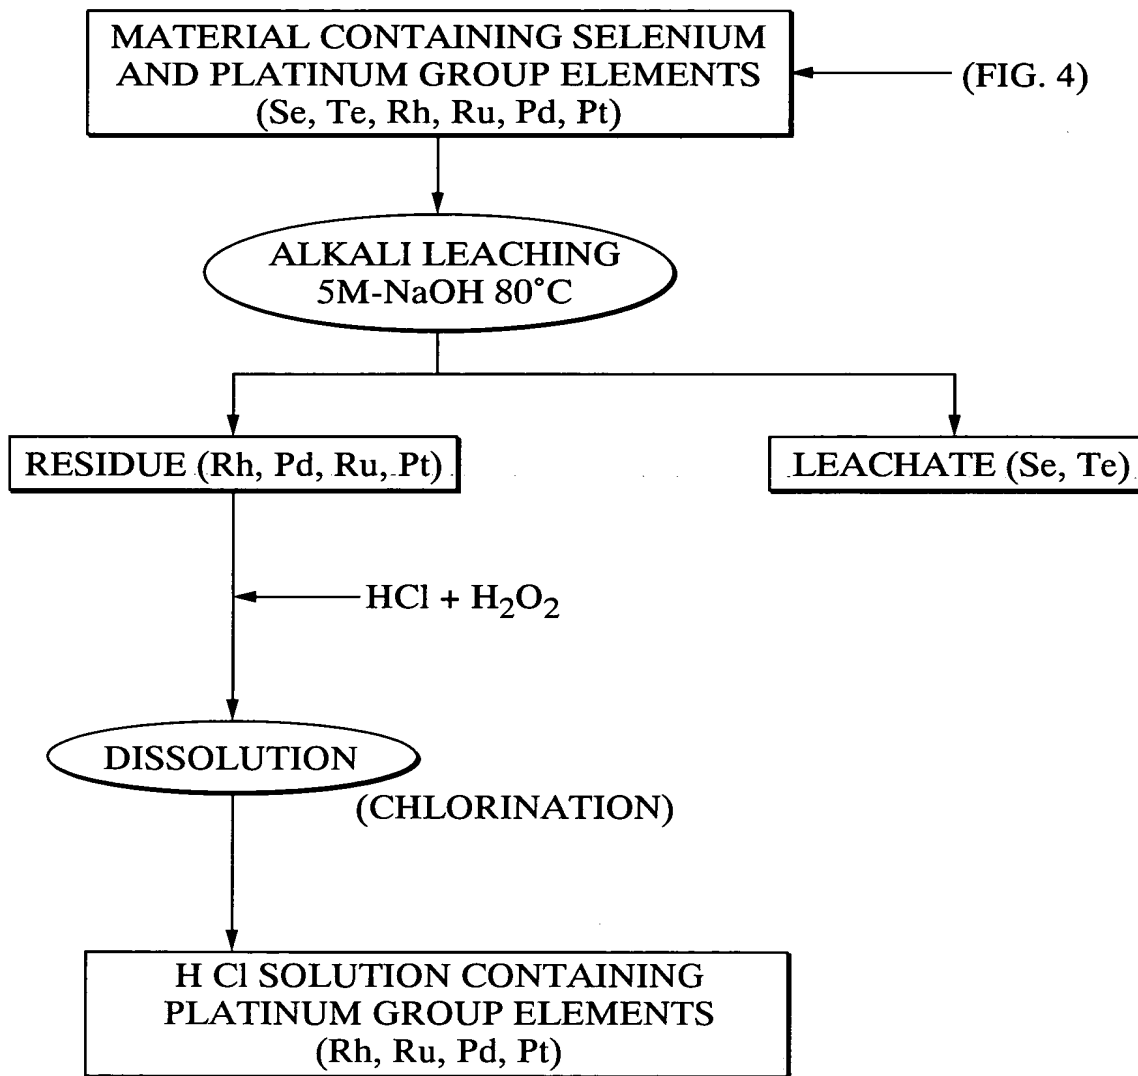 MATERIAL CONTAINING SELENIUM
AND PLATINUM GROUP ELEMENTS
(Se, Te, Rh, Ru, Pd, Pt)
(FIG. 4)
ALKALI LEACHING
5M-NaOH 80°C
RESIDUE (Rh, Pd, Ru, Pt)
LEACHATE (Se, Te)
HCl + H₂O₂
DISSOLUTION
(CHLORINATION)
H Cl SOLUTION CONTAINING
PLATINUM GROUP ELEMENTS
(Rh, Ru, Pd, Pt)